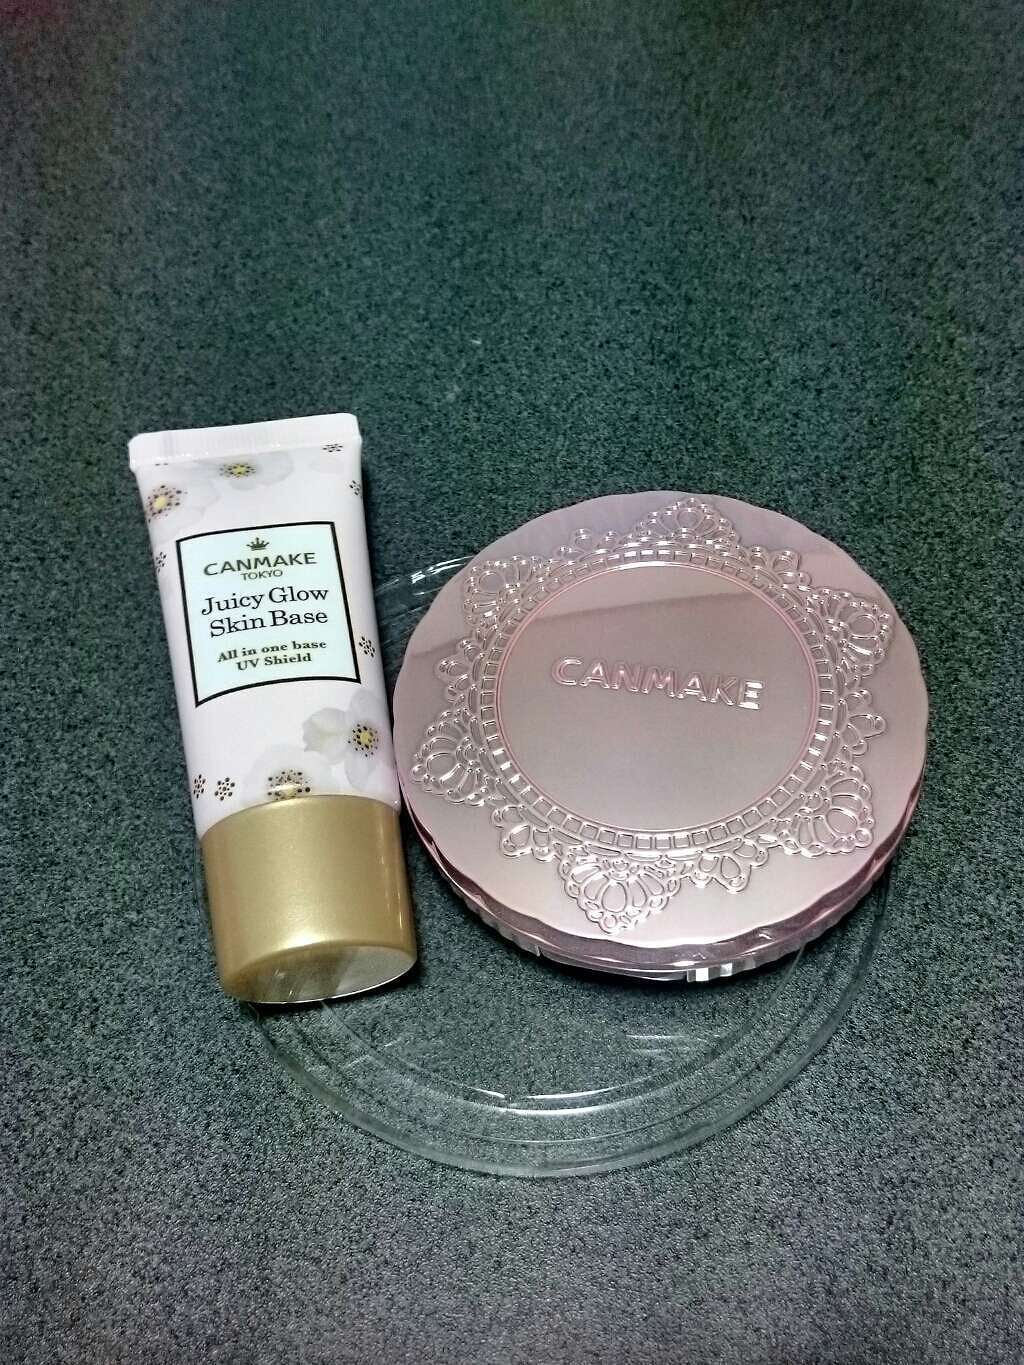 CANMAKE
TOKYO
Juicy Glow
Skin Base
All in one base
UV Shield
CANMAKE